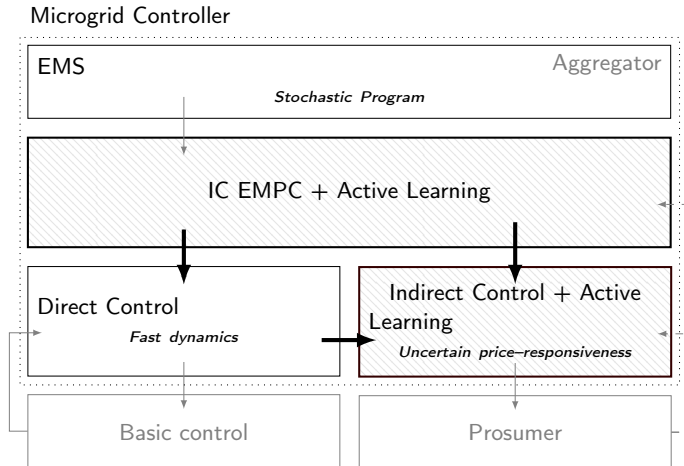 Microgrid Controller
EMS
Aggregator
Stochastic Program
IC EMPC + Active Learning
Direct Control
Fast dynamics
Indirect Control + Active
Learning
Uncertain price–responsiveness
Basic control
Prosumer